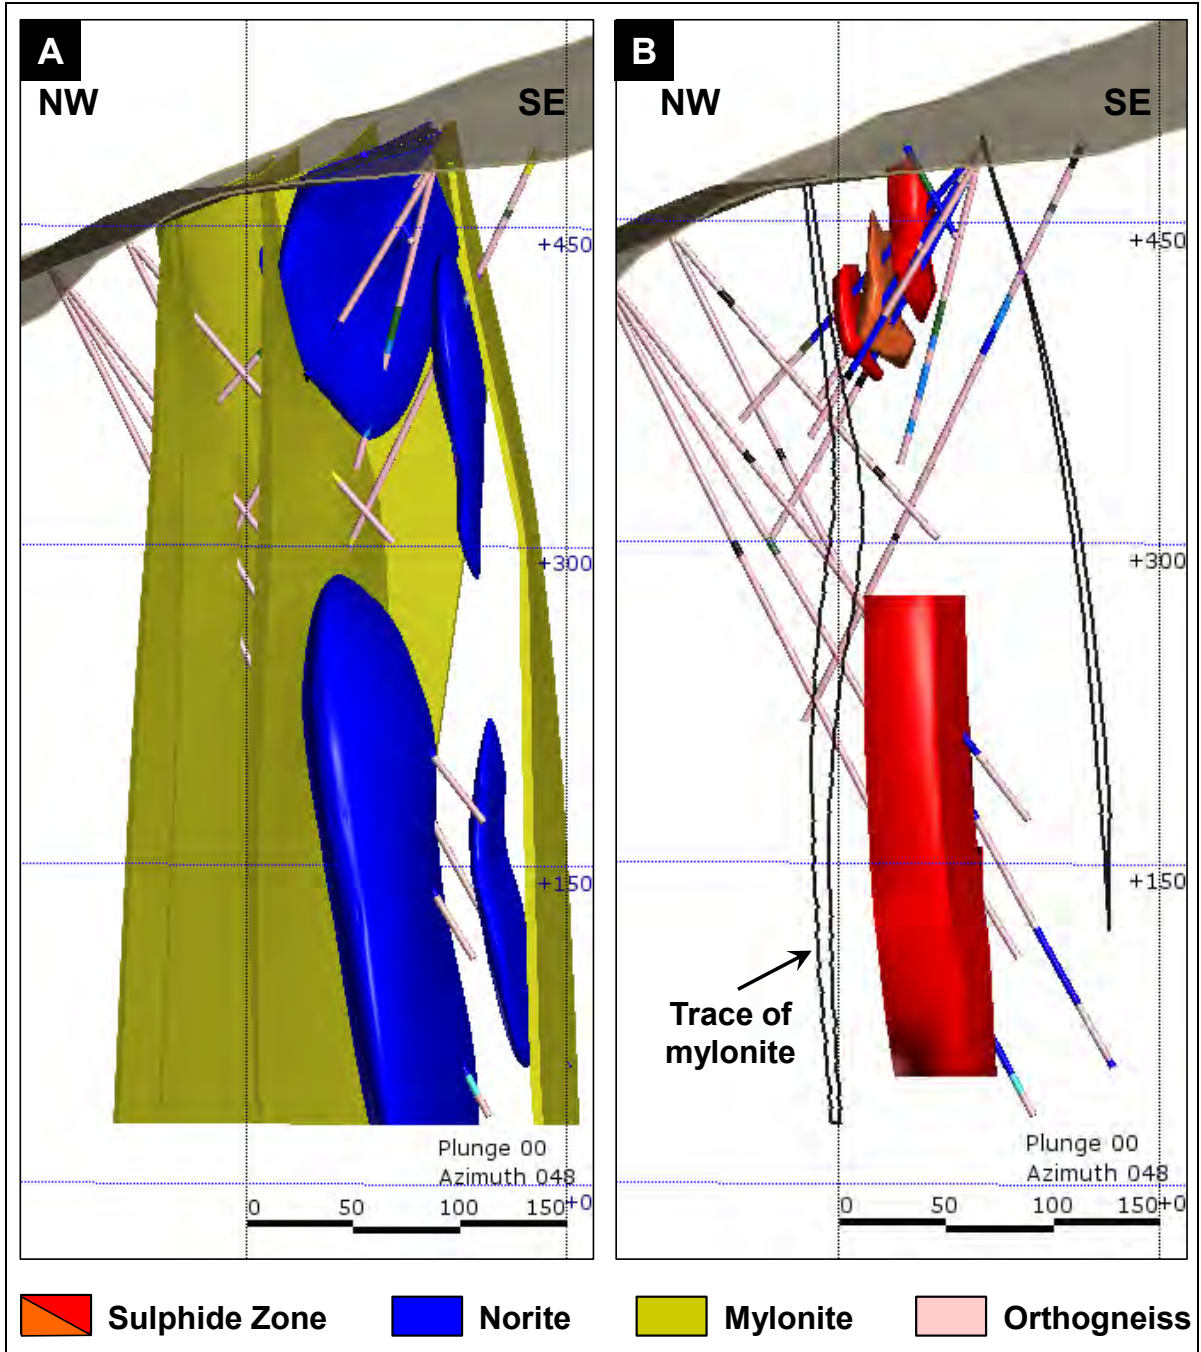 A
NW
SE
+450
+300
+150
Plunge 00
Azimuth 048
+0
0 50 100 150
B
NW
SE
+450
+300
+150
Trace of
mylonite
Plunge 00
Azimuth 048
0 50 100 150 +0
Sulphide Zone Norite Mylonite Orthogneiss